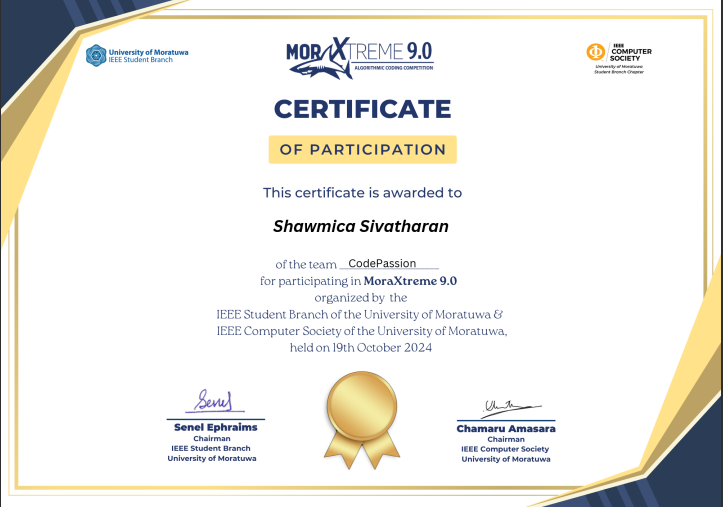 University of Moratuwa
IEEE Student Branch
MORAXTREME 9.0
ALGORITHMIC CODING COMPETITION
IEEE
COMPUTER
SOCIETY
University of Moratuwa
Student Branch Chapter
CERTIFICATE
OF PARTICIPATION
This certificate is awarded to
Shawmica Sivatharan
of the team CodePassion
for participating in MoraXtreme 9.0
organized by the
IEEE Student Branch of the University of Moratuwa &
IEEE Computer Society of the University of Moratuwa,
held on 19th October 2024
Senel
Senel Ephraims
Chairman
IEEE Student Branch
University of Moratuwa
Chamaru Amasara
Chairman
IEEE Computer Society
University of Moratuwa